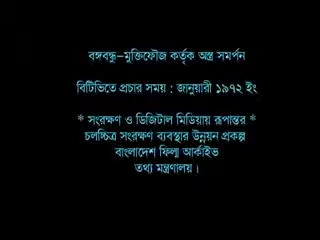 বঙ্গবন্ধু-মুক্তিফৌজ কর্তৃক অস্ত্র সমর্পন
বিটিভিতে প্রচার সময় : জানুয়ারী ১৯৭২ ইং
* সংরক্ষণ ও ডিজিটাল মিডিয়ায় রূপান্তর *
চলচ্চিত্র সংরক্ষণ ব্যবস্থার উন্নয়ন প্রকল্প
বাংলাদেশ ফিল্ম আর্কাইভ
তথ্য মন্ত্রণালয়।